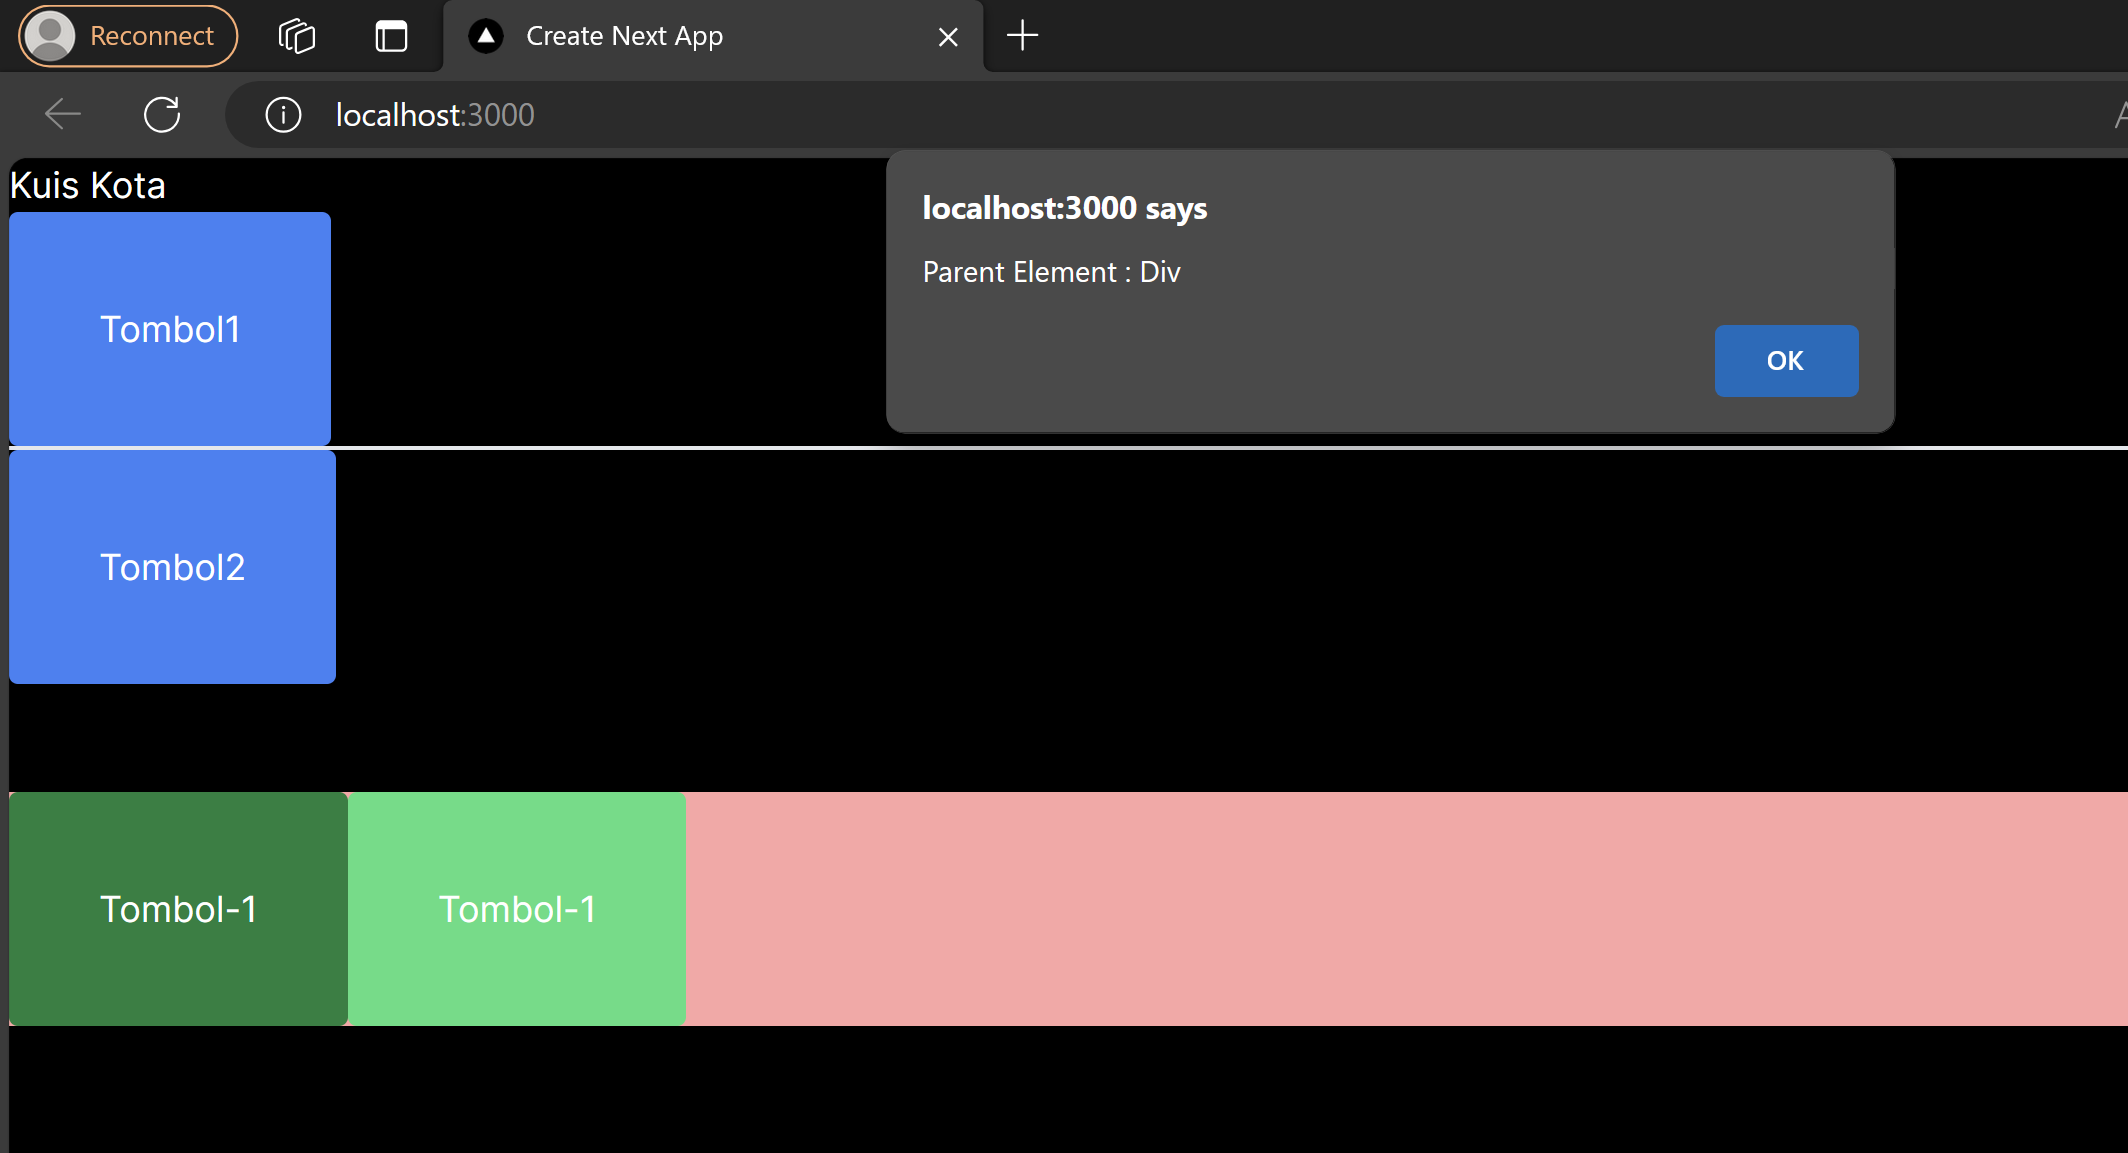 Reconnect
Create Next App
localhost:3000
Kuis Kota
localhost:3000 says
Parent Element : Div
OK
Tombol1
Tombol2
Tombol-1
Tombol-1